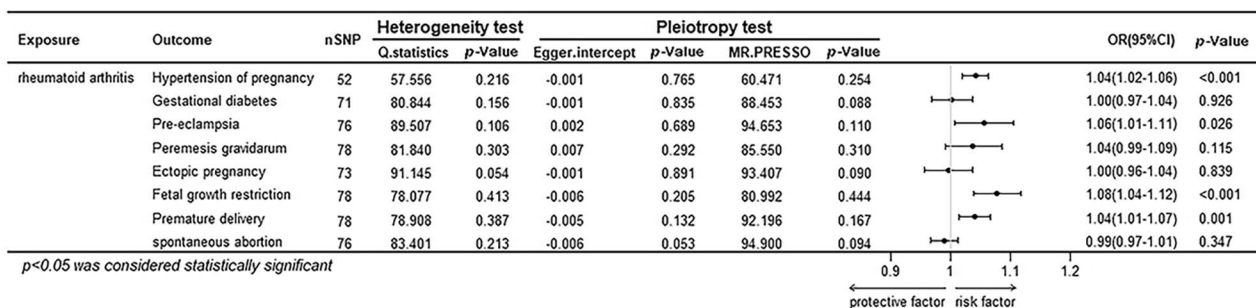 Heterogeneity test Pleiotropy test
Exposure Outcome nSNP OR(95%CI) p-Value
Q.statistics p-Value Egger.intercept p-Value MR.PRESSO p-Value
rheumatoid arthritis Hypertension of pregnancy 52 57.556 0.216 -0.001 0.765 60.471 0.254 1.04(1.02-1.06) <0.001
Gestational diabetes 71 80.844 0.156 -0.001 0.835 88.453 0.088 1.00(0.97-1.04) 0.926
Pre-eclampsia 76 89.507 0.106 0.002 0.689 94.653 0.110 1.06(1.01-1.11) 0.026
Peremesis gravidarum 78 81.840 0.303 0.007 0.292 85.550 0.310 1.04(0.99-1.09) 0.115
Ectopic pregnancy 73 91.145 0.054 -0.001 0.891 93.407 0.090 1.00(0.96-1.04) 0.839
Fetal growth restriction 78 78.077 0.413 -0.006 0.205 80.992 0.444 1.08(1.04-1.12) <0.001
Premature delivery 78 78.908 0.387 -0.005 0.132 92.196 0.167 1.04(1.01-1.07) 0.001
spontaneous abortion 76 83.401 0.213 -0.006 0.053 94.900 0.094 0.99(0.97-1.01) 0.347
p<0.05 was considered statistically significant
0.9 1 1.1 1.2
protective factor risk factor